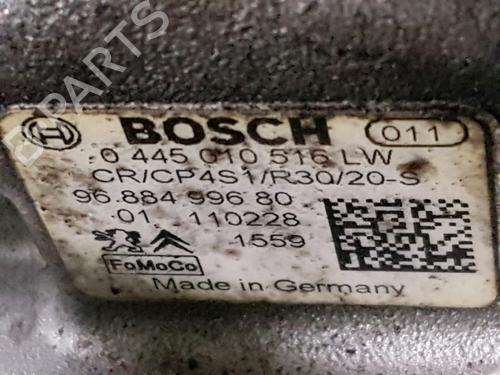 B-PARTS
BOSCH 011
0 445 010 516 LW
CR/CP4S1/R30/20-S
96.884 996 80
01 110228
1559
FoMoCo
Made in Germany